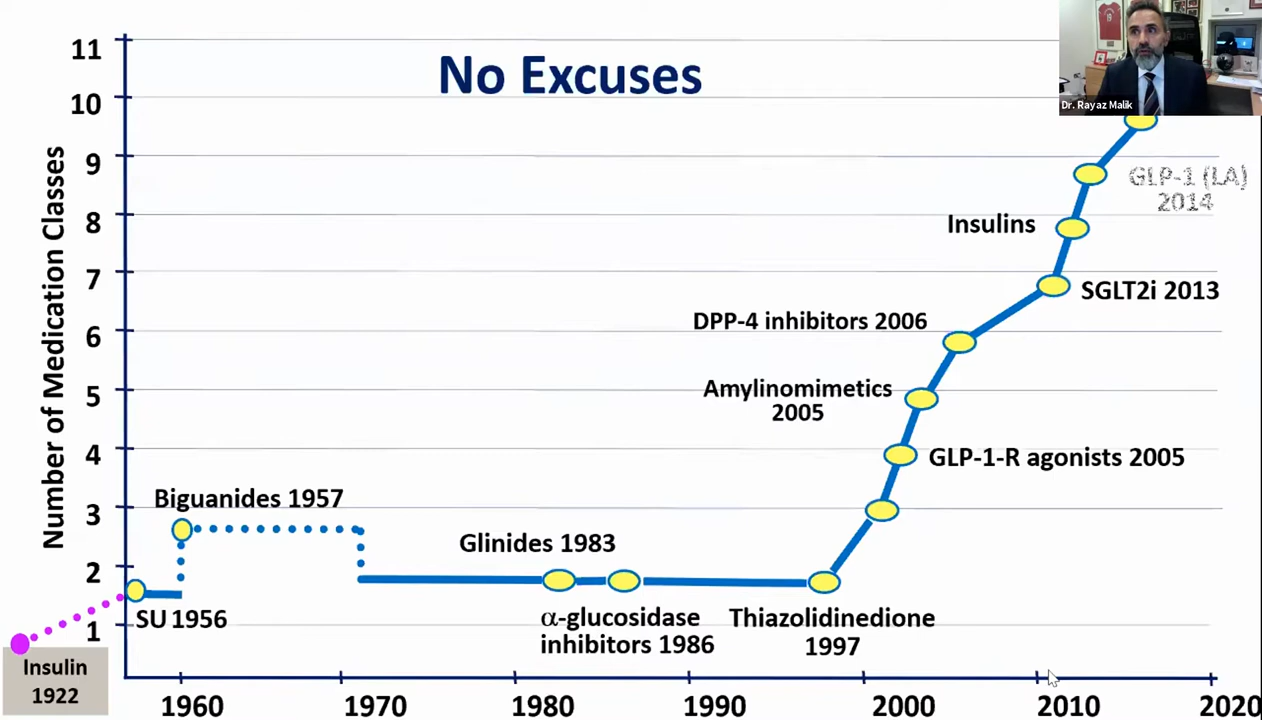 No Excuses
Dr. Rayaz Malik
Number of Medication Classes
11
10
9
8
7
6
5
4
3
2
1
GLP-1 (LA)
2014
Insulins
SGLT2i 2013
DPP-4 inhibitors 2006
Amylinomimetics
2005
GLP-1-R agonists 2005
Biguanides 1957
Glinides 1983
SU 1956
α-glucosidase
inhibitors 1986
Thiazolidinedione
1997
Insulin
1922
1960
1970
1980
1990
2000
2010
2020